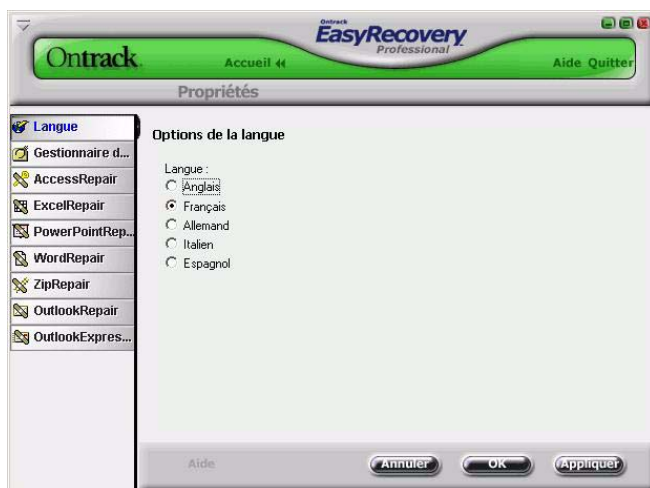 Ontrack
EasyRecovery
Professional
Ontrack
Accueil
Aide Quitter
Propriétés
Langue
Gestionnaire d...
AccessRepair
ExcelRepair
PowerPointRep...
WordRepair
ZipRepair
OutlookRepair
OutlookExpres...
Options de la langue
Langue :
Anglais
Français
Allemand
Italien
Espagnol
Aide
Annuler
OK
Appliquer